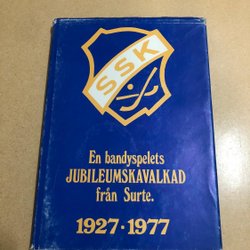 SSK
En bandyspelets
JUBILEUMSKAVALKAD
från Surte.
1927·1977